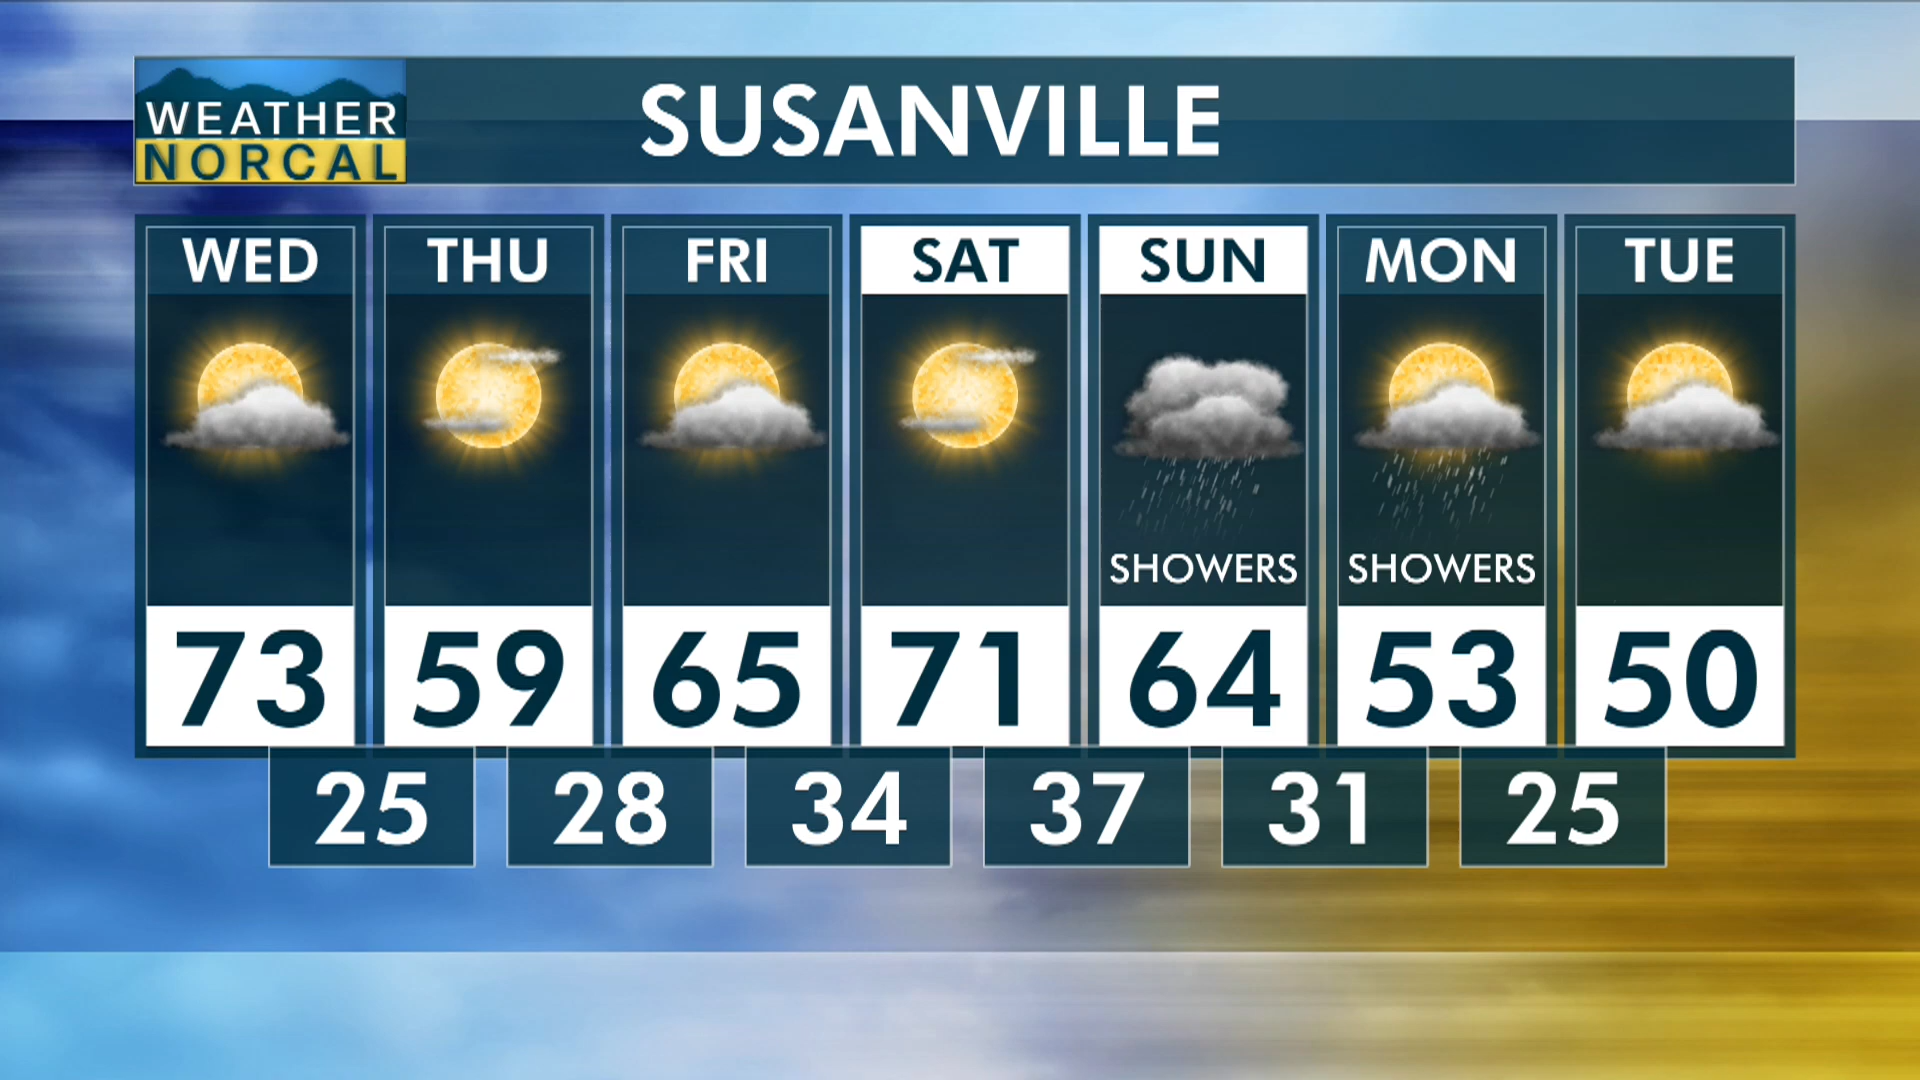 WEATHER
NORCAL
SUSANVILLE
WED THU FRI SAT SUN MON TUE
SHOWERS SHOWERS
73 59 65 71 64 53 50
25 28 34 37 31 25